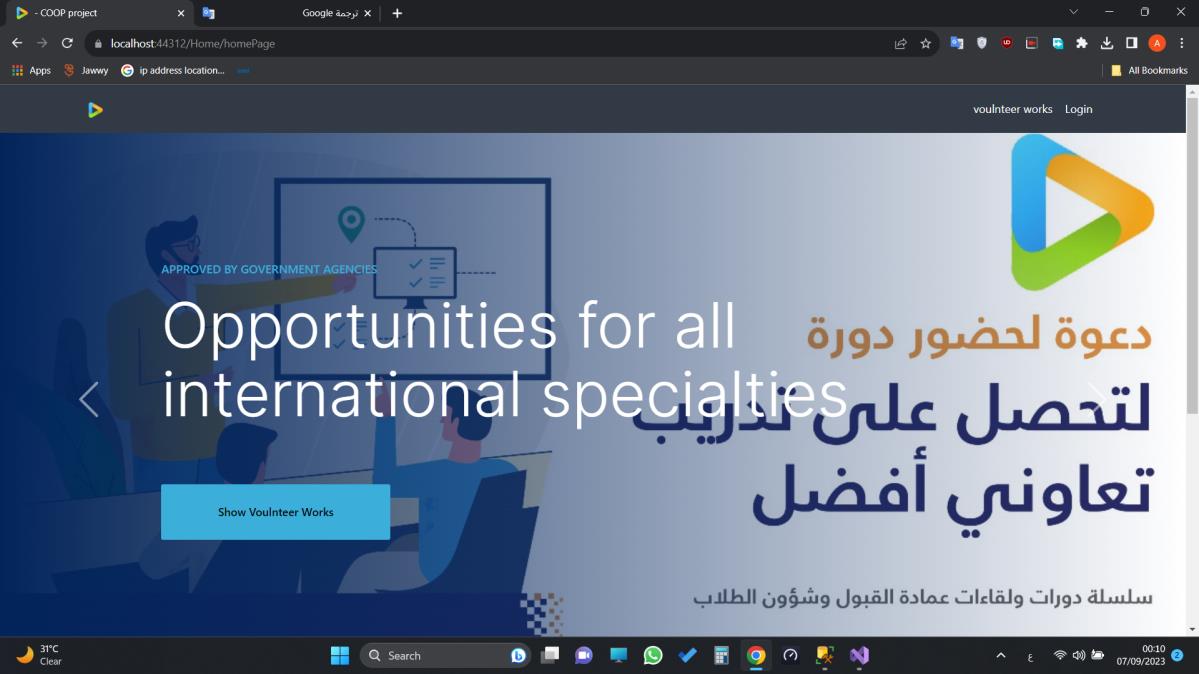 - COOP project
ترجمة Google
localhost:44312/Home/homePage
A
Apps
Jawwy
ip address location...
All Bookmarks
voulnteer works
Login
APPROVED BY GOVERNMENT AGENCIES
Opportunities for all
international specialties
Show Voulnteer Works
دعوة لحضور دورة
لتحصل على تدريب
تعاوني أفضل
سلسلة دورات ولقاءات عمادة القبول وشؤون الطلاب
31°C
Clear
Search
ع
00:10
07/09/2023
2